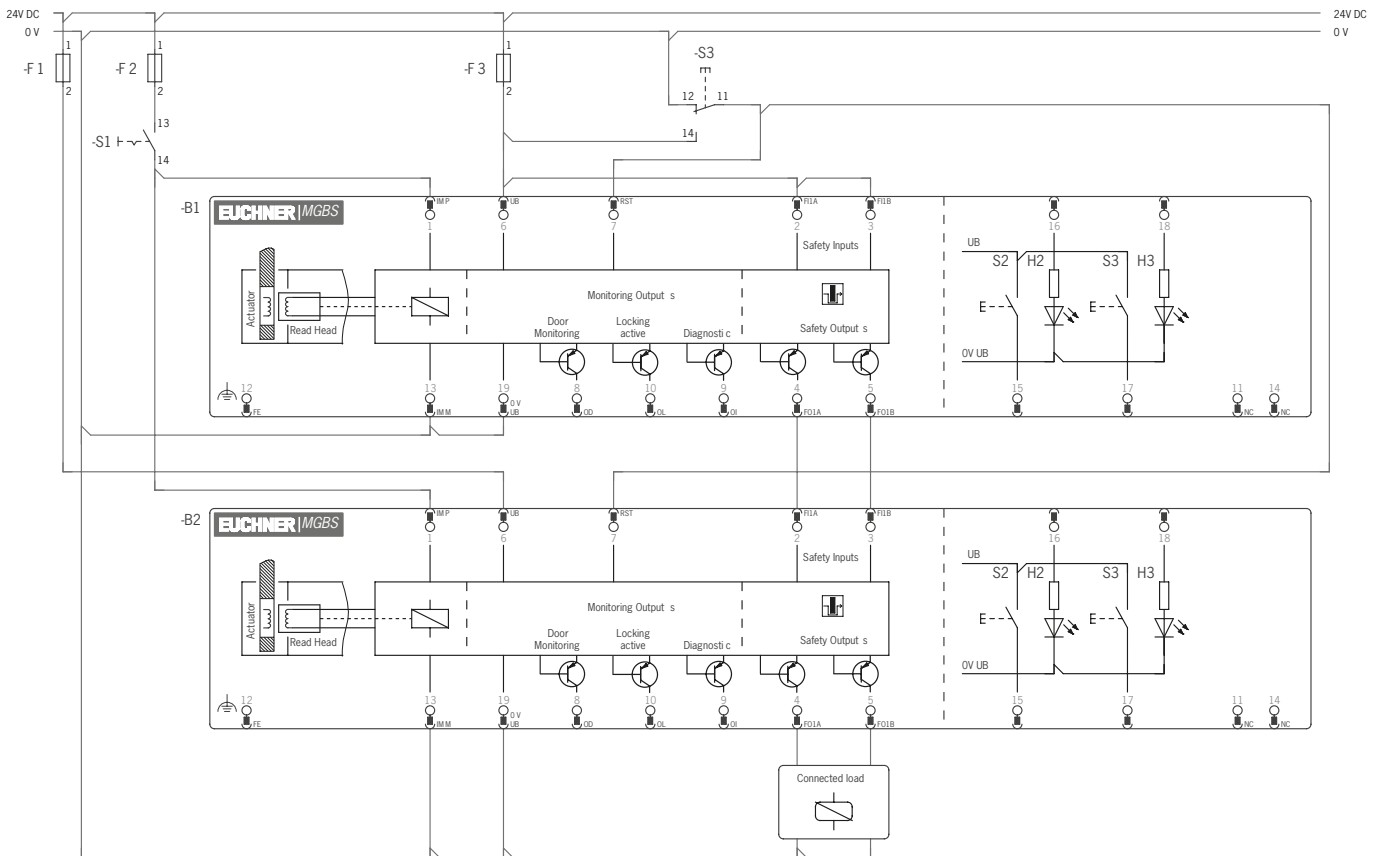 24V DC
24V DC
0 V
0 V
1
1
1
-S3
-F 1
-F 2
-F 3
2
2
2
12
11
13
-S1
14
14
-B1
EUCHNER MGBS
IMP
UB
RST
FI1A
FI1B
1
6
7
2
3
16
18
Safety Inputs
UB
S2
H2
S3
H3
Actuator
Read Head
Monitoring Output s
Door
Monitoring
Locking
active
Diagnosti c
Safety Output s
0V UB
12
13
19
8
10
9
4
5
15
17
11
14
FE
IMM
0 V
UB
OD
OL
OI
FO1A
FO1B
NC
NC
-B2
EUCHNER MGBS
IMP
UB
RST
FI1A
FI1B
1
6
7
2
3
16
18
Safety Inputs
UB
S2
H2
S3
H3
Actuator
Read Head
Monitoring Output s
Door
Monitoring
Locking
active
Diagnosti c
Safety Output s
0V UB
12
13
19
8
10
9
4
5
15
17
11
14
FE
IMM
0 V
UB
OD
OL
OI
FO1A
FO1B
NC
NC
Connected load